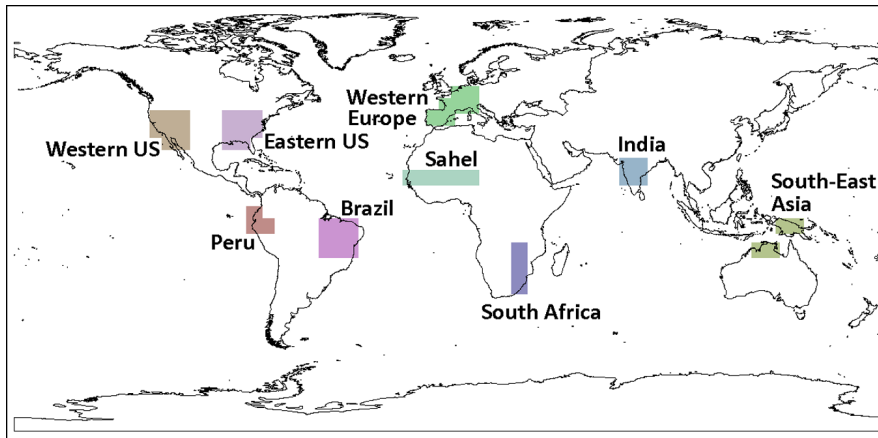 Western
Europe
Western US
Eastern US
Sahel
India
South-East
Asia
Peru
Brazil
South Africa